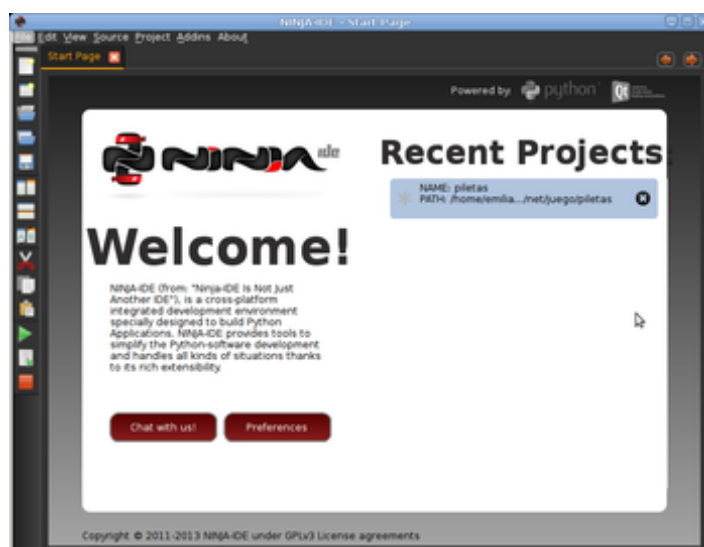 NINJA-IDE - Start Page
File Edit View Source Project Addins About
Start Page
Powered by: python Qt
NINJA ide
Welcome!
NINJA-IDE (from: "Ninja-IDE Is Not Just
Another IDE"), is a cross-platform
integrated development environment
specially designed to build Python
Applications. NINJA-IDE provides tools to
simplify the Python-software development
and handles all kinds of situations thanks
to its rich extensibility.
Chat with us!
Preferences
Recent Projects
NAME: piletas
PATH: /home/emilia.../net/juego/piletas
Copyright © 2011-2013 NINJA-IDE under GPLv3 License agreements